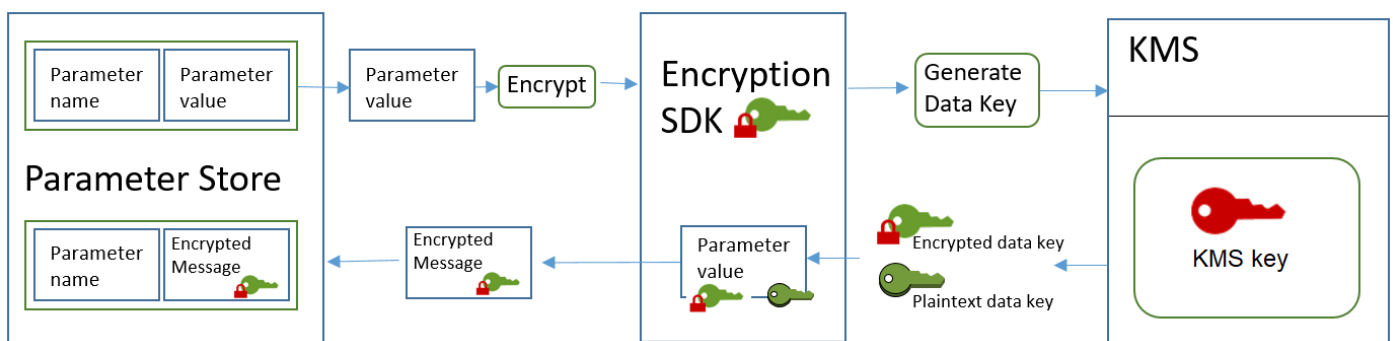 Parameter
name
Parameter
value
Parameter
value
Encrypt
Encryption
SDK
Generate
Data Key
KMS
Parameter Store
Parameter
name
Encrypted
Message
Encrypted
Message
Parameter
value
Encrypted data key
Plaintext data key
KMS key